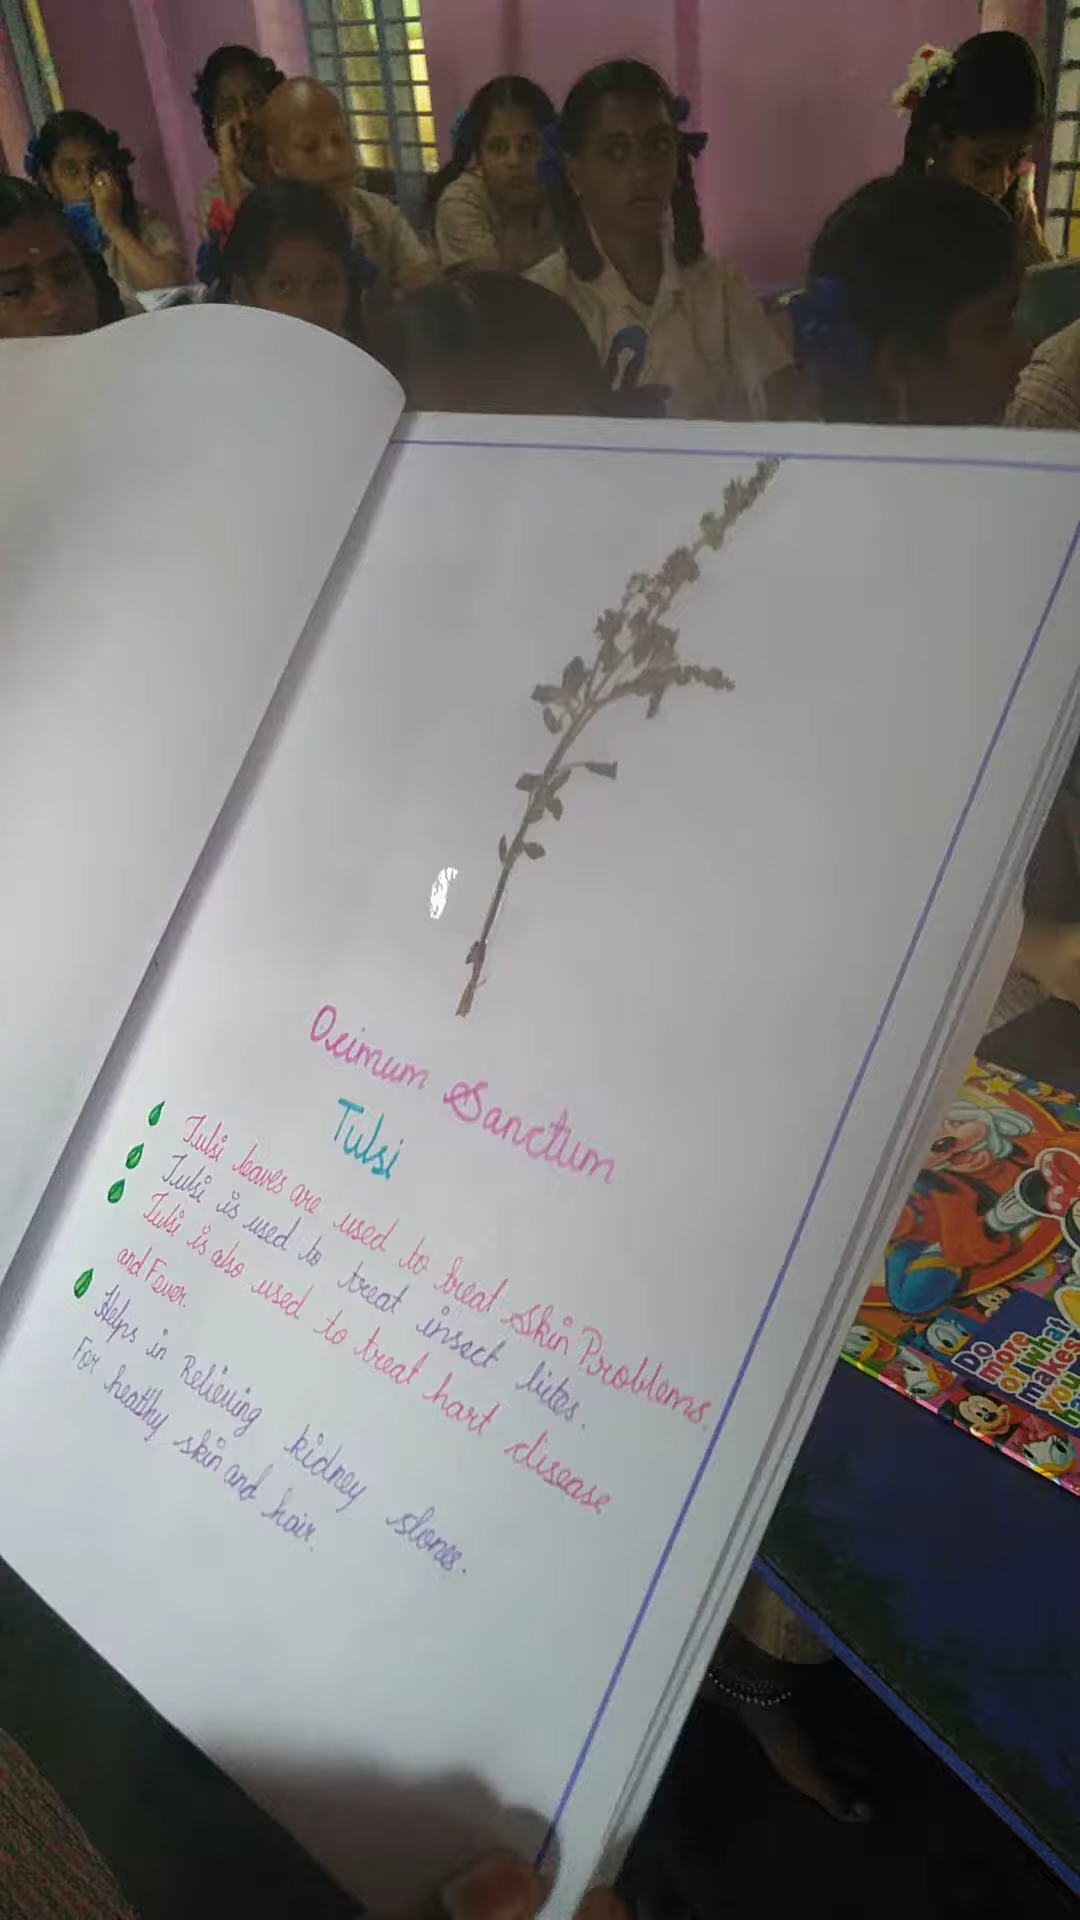 Ocimum Sanctum
Tulsi
Tulsi leaves are used to treat Skin Problems.
Tulsi is used to treat insect bites.
Tulsi is also used to treat hart disease
and Fever.
Helps in Relieving kidney stones.
For heathy skin and hair.
Do
more
of what
makes
you
ha